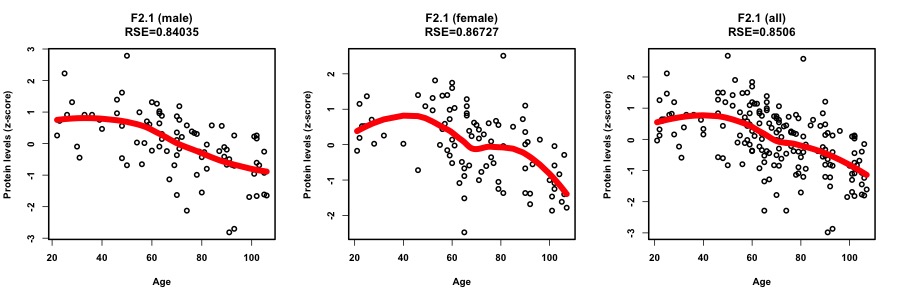 F2.1 (male)
RSE=0.84035
Protein levels (z-score)
3
2
1
0
-1
-2
-3
20
40
60
80
100
Age
F2.1 (female)
RSE=0.86727
Protein levels (z-score)
2
1
0
-1
-2
20
40
60
80
100
Age
F2.1 (all)
RSE=0.8506
Protein levels (z-score)
2
1
0
-1
-2
-3
20
40
60
80
100
Age